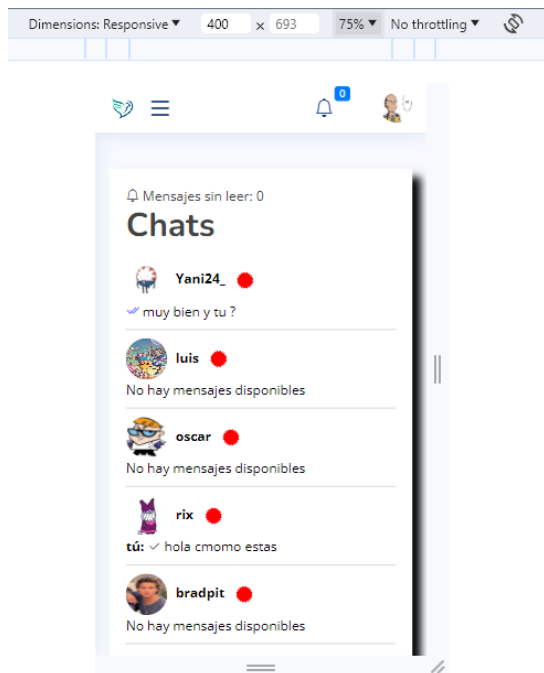 Dimensions: Responsive ▼ 400 × 693 75% ▼ No throttling ▼
0
Mensajes sin leer: 0
Chats
Yani24_
muy bien y tu ?
luis
No hay mensajes disponibles
oscar
No hay mensajes disponibles
rix
tú: ✓ hola cmomo estas
bradpit
No hay mensajes disponibles